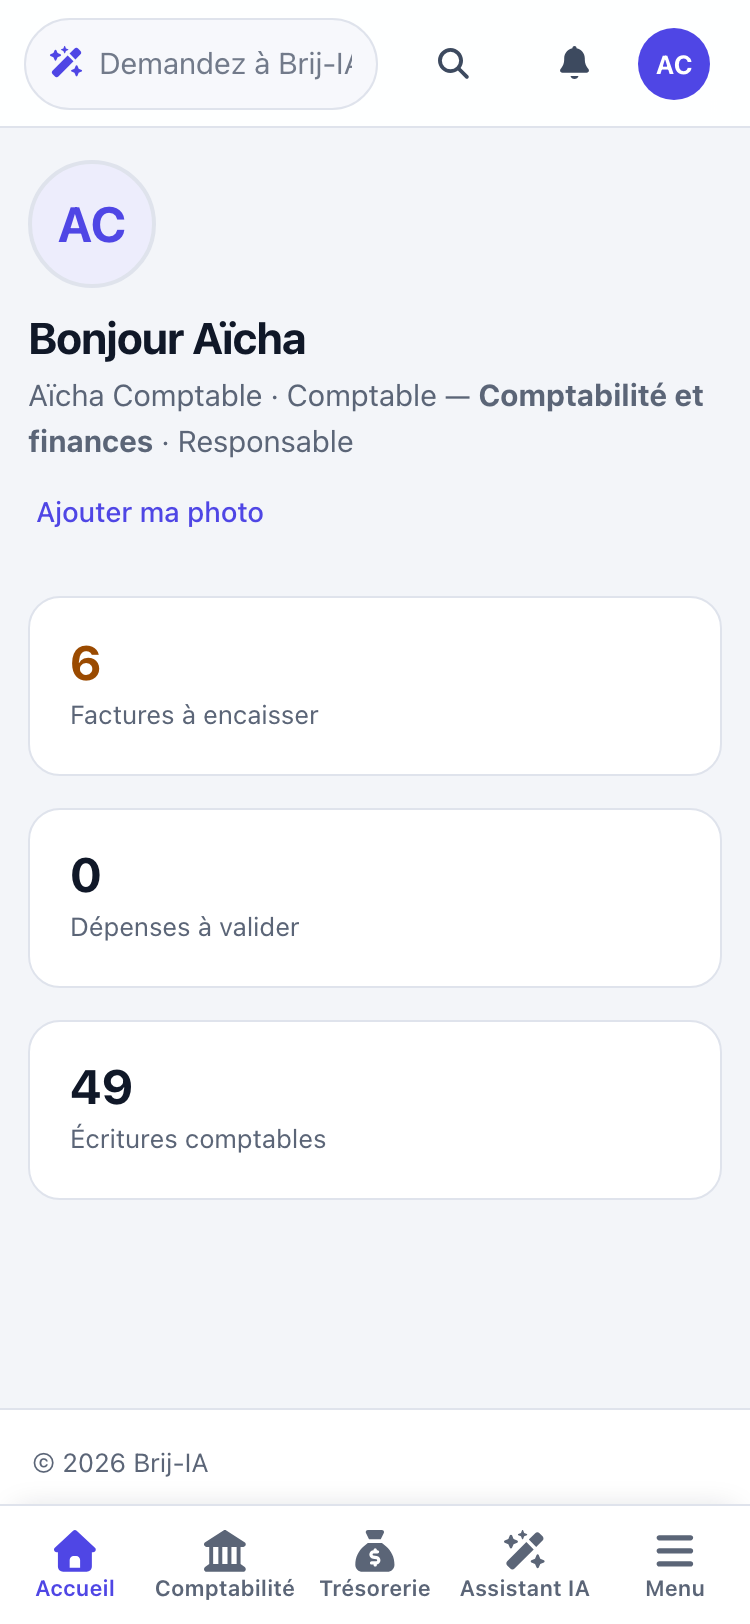 Demandez à Brij-IA
AC
AC
Bonjour Aïcha
Aïcha Comptable · Comptable — Comptabilité et
finances · Responsable
Ajouter ma photo
6
Factures à encaisser
0
Dépenses à valider
49
Écritures comptables
© 2026 Brij-IA
Accueil
Comptabilité
Trésorerie
Assistant IA
Menu